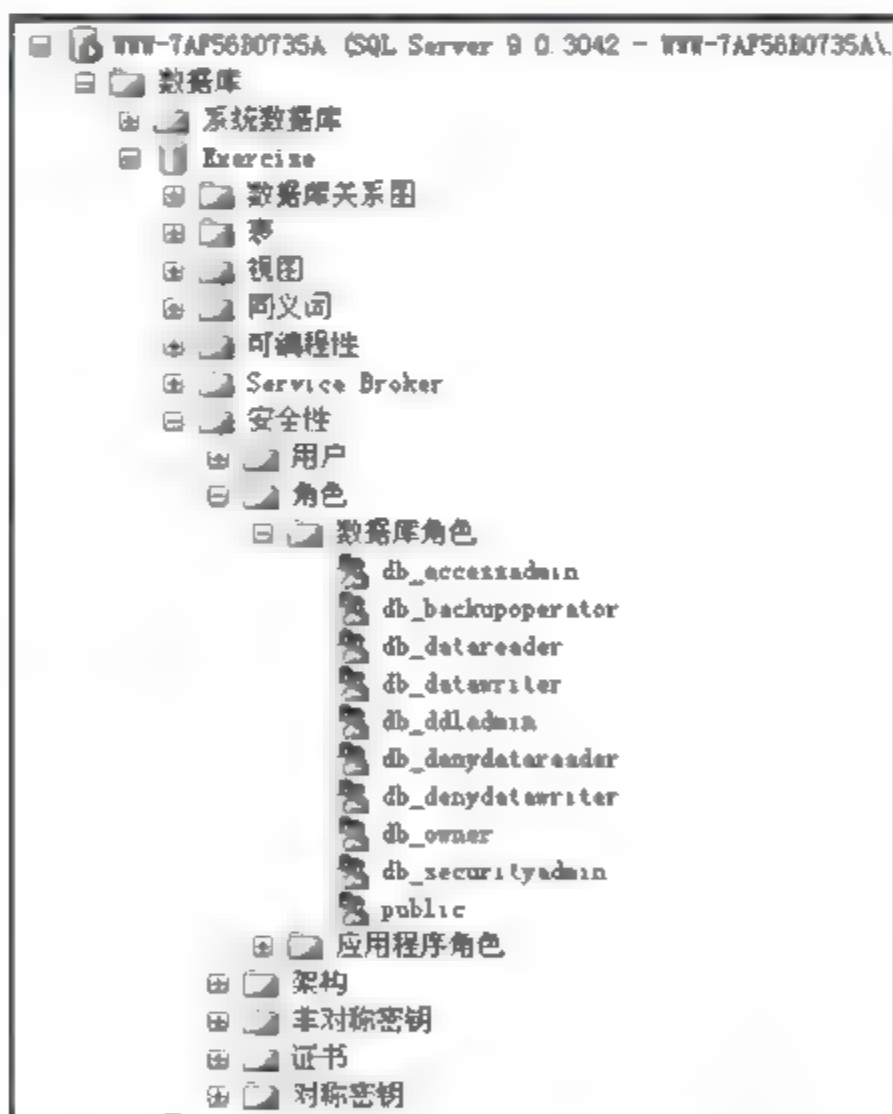 WWW-7AF56B0735A (SQL Server 9.0.3042 - WWW-7AF56B0735A\.
数据库
系统数据库
Exercise
数据库关系图
表
视图
同义词
可编程性
Service Broker
安全性
用户
角色
数据库角色
db_accessadmin
db_backupoperator
db_datareader
db_datawriter
db_ddladmin
db_denydatareader
db_denydatawriter
db_owner
db_securityadmin
public
应用程序角色
架构
非对称密钥
证书
对称密钥